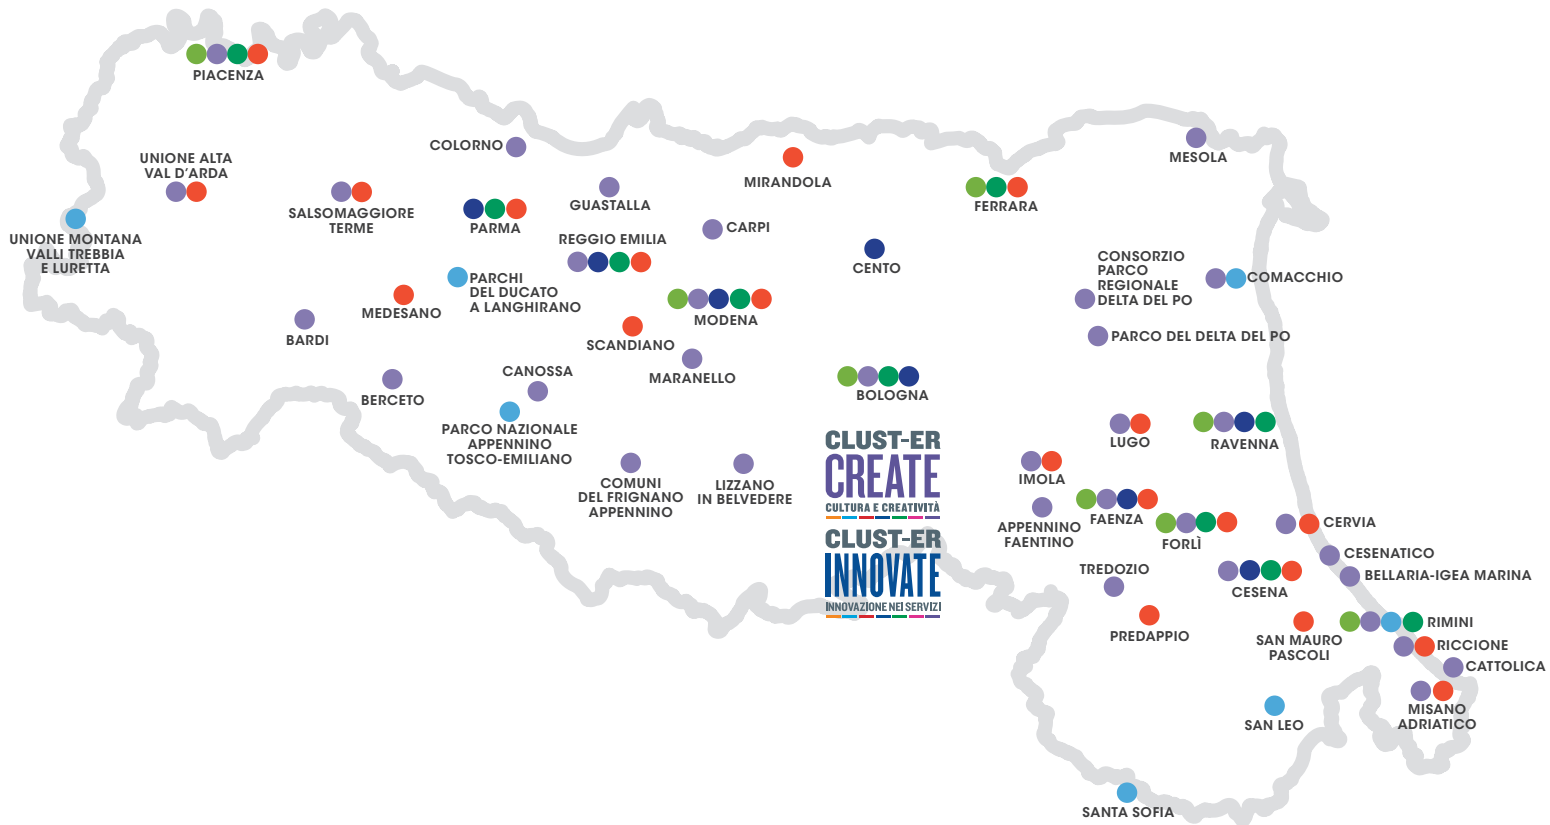 PIACENZA
UNIONE ALTA
VAL D'ARDA
UNIONE MONTANA
VALLI TREBBIA
E LURETTA
SALSOMAGGIORE
TERME
COLORNO
PARMA
GUASTALLA
REGGIO EMILIA
MIRANDOLA
CARPI
CENTO
FERRARA
MESOLA
CONSORZIO
PARCO
REGIONALE
DELTA DEL PO
COMACCHIO
PARCO DEL DELTA DEL PO
MEDESANO
PARCHI
DEL DUCATO
A LANGHIRANO
BARDI
MODENA
SCANDIANO
MARANELLO
BERCETO
CANOSSA
PARCO NAZIONALE
APPENNINO
TOSCO-EMILIANO
COMUNI
DEL FRIGNANO
APPENNINO
LIZZANO
IN BELVEDERE
BOLOGNA
CLUST-ER
CREATE
CULTURA E CREATIVITÀ
CLUST-ER
INNOVATE
INNOVAZIONE NEI SERVIZI
LUGO
RAVENNA
IMOLA
APPENNINO
FAENTINO
FAENZA
FORLÌ
CERVIA
CESENATICO
BELLARIA-IGEA MARINA
TREDOZIO
CESENA
PREDAPPIO
SAN MAURO
PASCOLI
RIMINI
RICCIONE
CATTOLICA
MISANO
ADRIATICO
SAN LEO
SANTA SOFIA